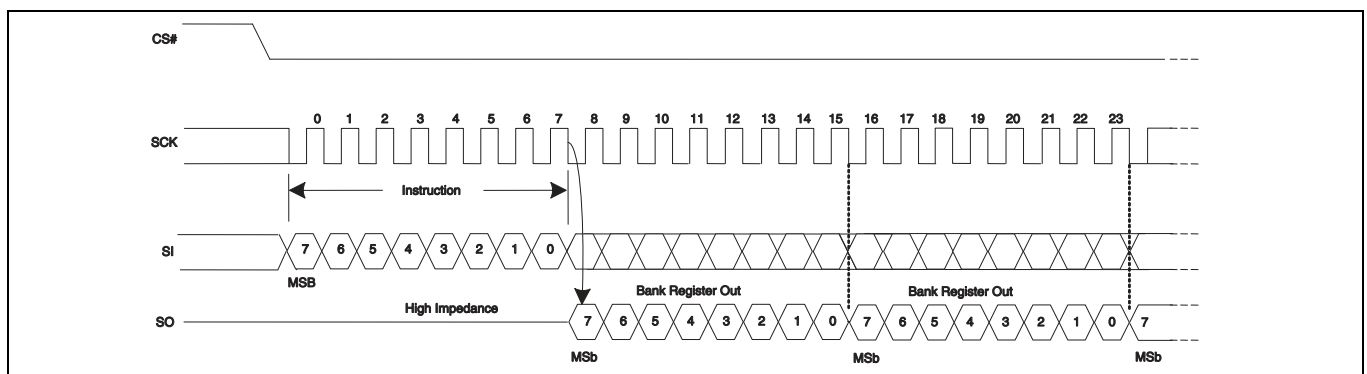 CS#
0 1 2 3 4 5 6 7 8 9 10 11 12 13 14 15 16 17 18 19 20 21 22 23
SCK
Instruction
SI 7 6 5 4 3 2 1 0
MSB
High Impedance
Bank Register Out Bank Register Out
SO 7 6 5 4 3 2 1 0 7 6 5 4 3 2 1 0 7
MSb MSb MSb